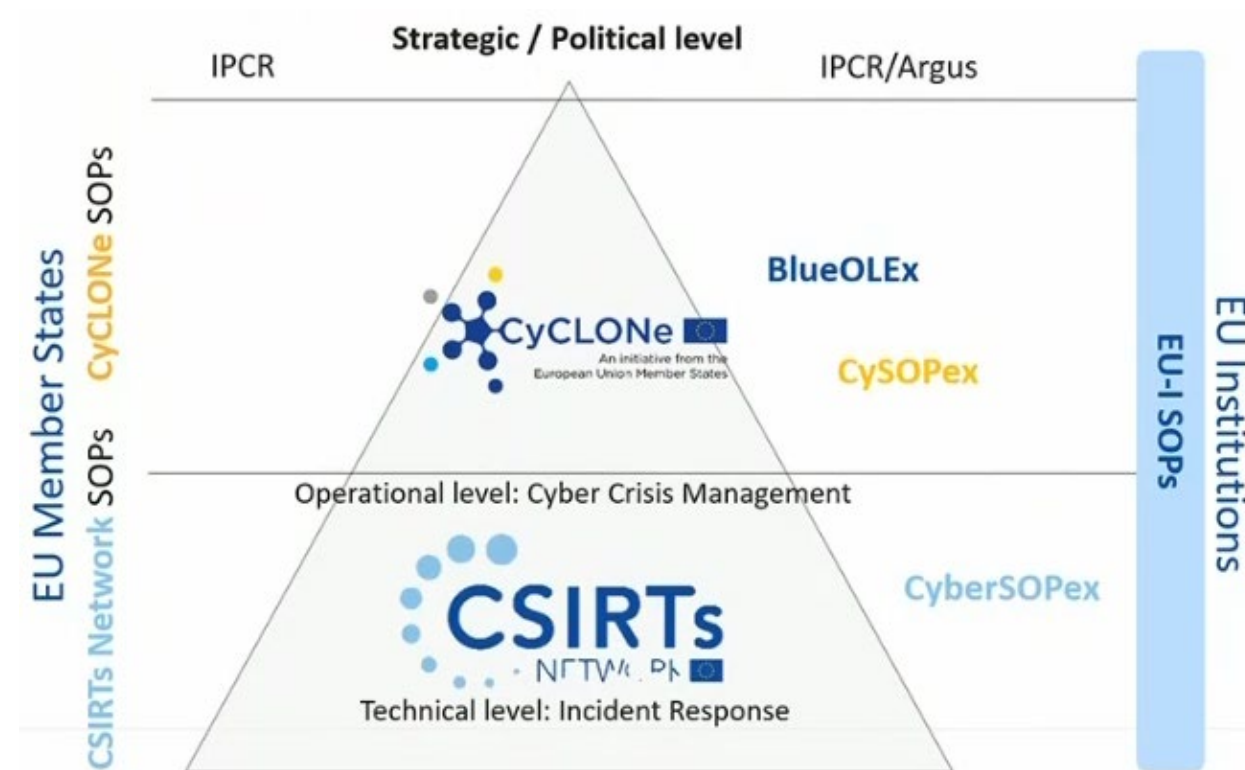 Strategic / Political level
IPCR
IPCR/Argus
EU Member States
CyCLONe SOPs
CSIRTs Network SOPs
BlueOLEx
CyCLONe
An initiative from the
European Union Member States
CySOPex
Operational level: Cyber Crisis Management
CSIRTs
CyberSOPex
Technical level: Incident Response
EU-I SOPs
EU Institutions